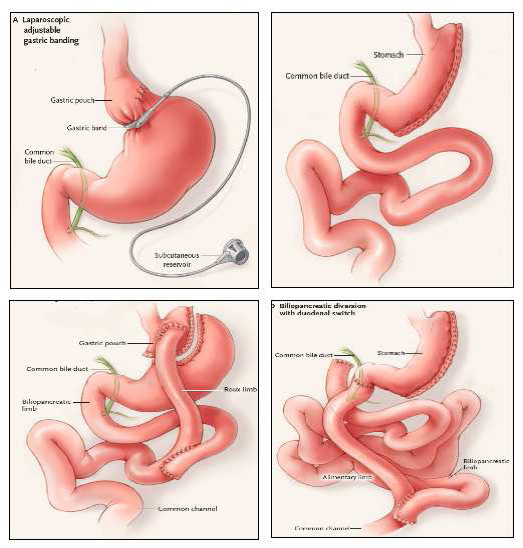 A Laparoscopic
adjustable
gastric banding
Gastric pouch
Gastric band
Common
bile duct
Subcutaneous
reservoir
Stomach
Common bile duct
Gastric pouch
Common bile duct
Biliopancreatic
limb
Roux limb
Common channel
Biliopancreatic diversion
with duodenal switch
Common bile duct
Stomach
Alimentary limb
Biliopancreatic
limb
Common channel